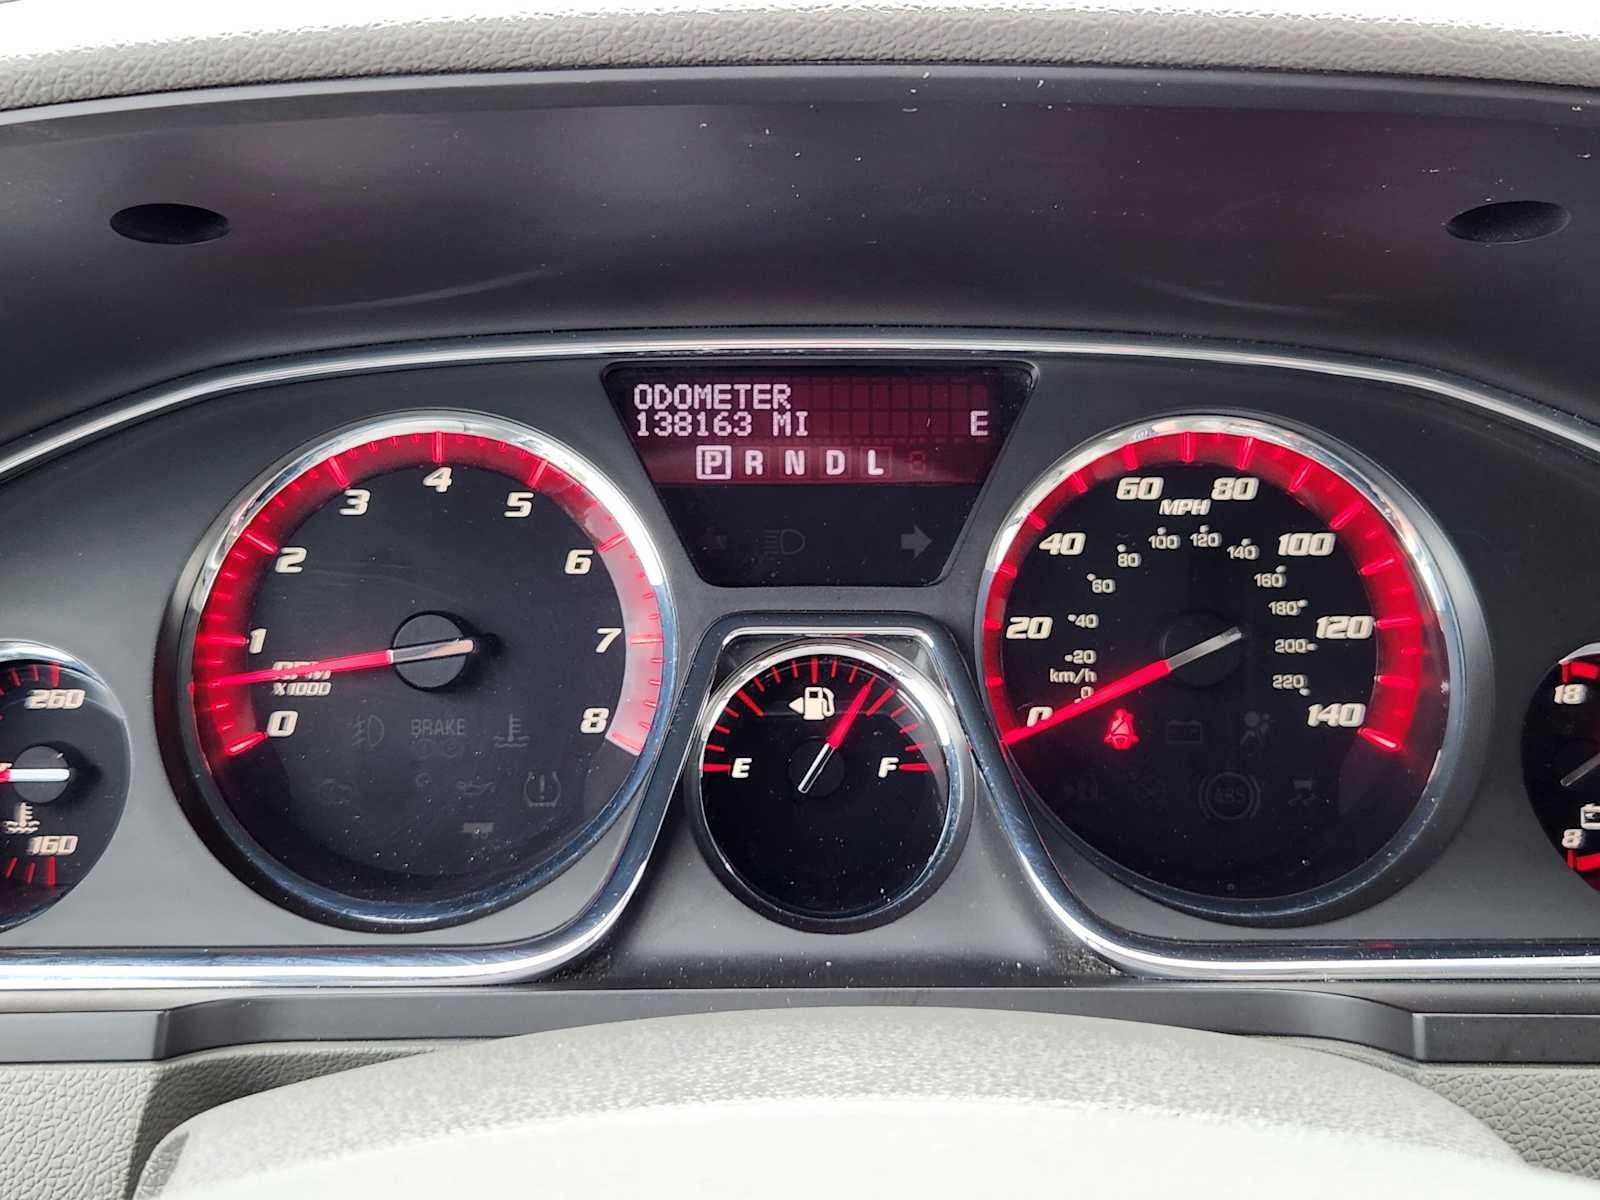 ODOMETER
138163 MI E
P R N D L
0 1 2 3 4 5 6 7 8
RPM
X1000
BRAKE
260
160
E F
0 20 40 60 80 100 120 140
MPH
0 20 40 60 80 100 120 140 160 180 200 220
km/h
ABS
18
8